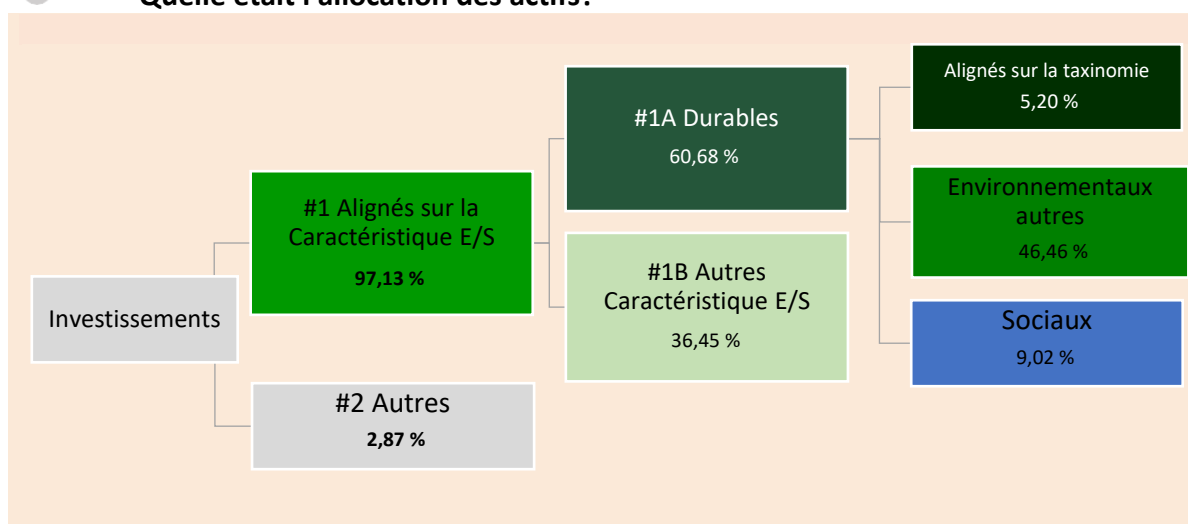 Quelle était l'allocation des actifs?
Alignés sur la taxinomie
5,20 %
#1A Durables
60,68 %
Environnementaux
autres
46,46 %
#1 Alignés sur la
Caractéristique E/S
97,13 %
#1B Autres
Caractéristique E/S
36,45 %
Investissements
Sociaux
9,02 %
#2 Autres
2,87 %